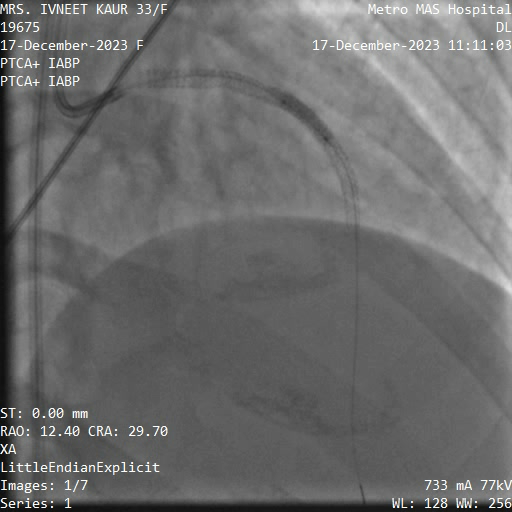 MRS. IVNEET KAUR 33/F
Metro MAS Hospital
19675
DL
17-December-2023 F
17-December-2023 11:11:03
PTCA+ IABP
PTCA+ IABP
ST: 0.00 mm
RAO: 12.40 CRA: 29.70
XA
LittleEndianExplicit
Images: 1/7
733 mA 77kV
Series: 1
WL: 128 WW: 256